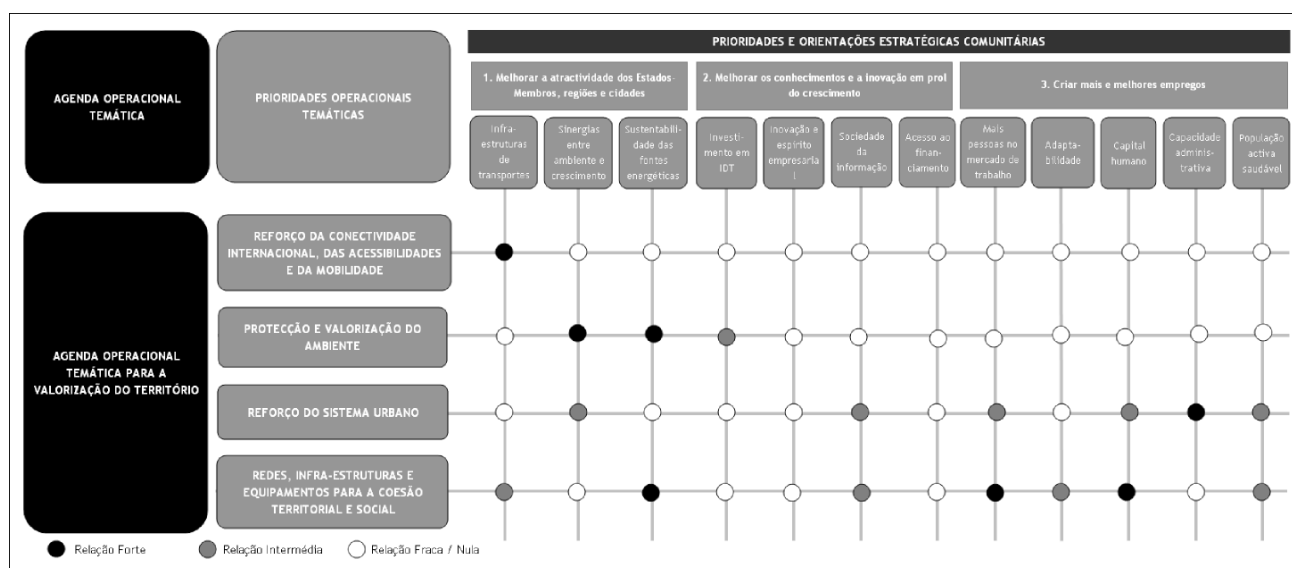 PRIORIDADES E ORIENTAÇÕES ESTRATÉGICAS COMUNITÁRIAS
AGENDA OPERACIONAL
TEMÁTICA
PRIORIDADES OPERACIONAIS
TEMÁTICAS
1. Melhorar a atractividade dos Estados-
Membros, regiões e cidades
2. Melhorar os conhecimentos e a inovação em prol
do crescimento
3. Criar mais e melhores empregos
Infra-
estruturas
de
transportes
Sinergias
entre
ambiente e
crescimento
Sustentabili-
dade das
fontes
energéticas
Investi-
mento em
IDT
Inovação e
espírito
empresaria
l
Sociedade
da
informação
Acesso ao
finan-
ciamento
Mais
pessoas no
mercado de
trabalho
Adapta-
bilidade
Capital
humano
Capacidade
adminis-
trativa
População
activa
saudável
AGENDA OPERACIONAL
TEMÁTICA PARA A
VALORIZAÇÃO DO TERRITÓRIO
REFORÇO DA CONECTIVIDADE
INTERNACIONAL, DAS ACESSIBILIDADES
E DA MOBILIDADE
PROTECÇÃO E VALORIZAÇÃO DO
AMBIENTE
REFORÇO DO SISTEMA URBANO
REDES, INFRA-ESTRUTURAS E
EQUIPAMENTOS PARA A COESÃO
TERRITORIAL E SOCIAL
Relação Forte
Relação Intermédia
Relação Fraca / Nula